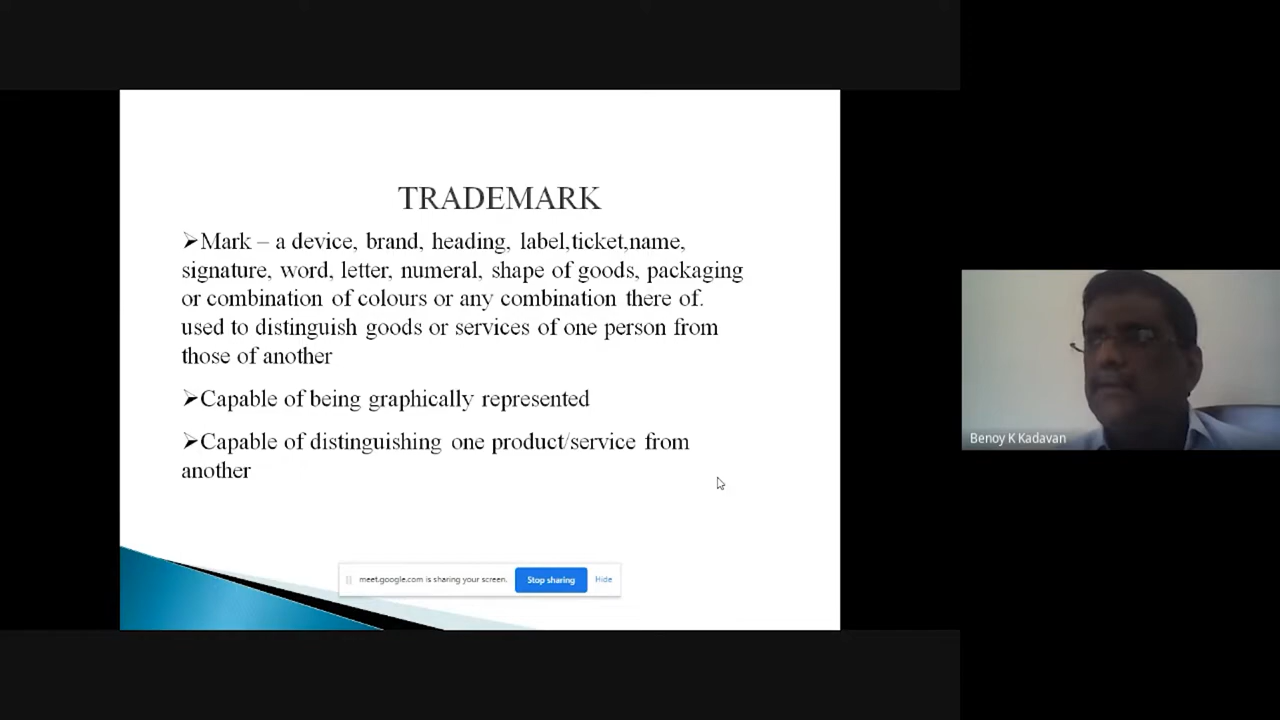 TRADEMARK
➢Mark – a device, brand, heading, label,ticket,name,
signature, word, letter, numeral, shape of goods, packaging
or combination of colours or any combination there of.
used to distinguish goods or services of one person from
those of another
➢Capable of being graphically represented
➢Capable of distinguishing one product/service from
another
meet.google.com is sharing your screen. Stop sharing Hide
Benoy K Kadavan